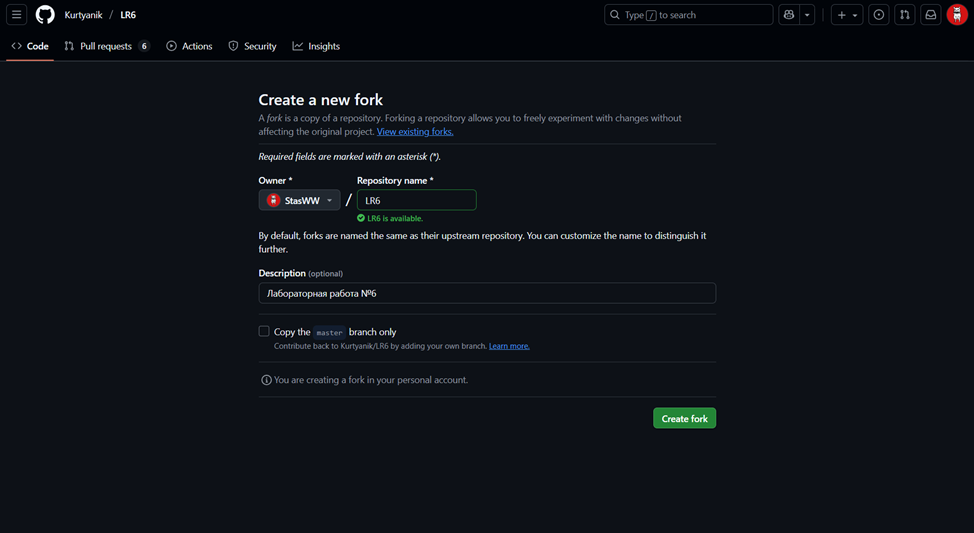 Kurtyanik / LR6
Type / to search
Code
Pull requests 6
Actions
Security
Insights
Create a new fork
A fork is a copy of a repository. Forking a repository allows you to freely experiment with changes without
affecting the original project. View existing forks.
Required fields are marked with an asterisk (*).
Owner *
Repository name *
StasWW
/
LR6
LR6 is available.
By default, forks are named the same as their upstream repository. You can customize the name to distinguish it
further.
Description (optional)
Лабораторная работа №6
Copy the master branch only
Contribute back to Kurtyanik/LR6 by adding your own branch. Learn more.
You are creating a fork in your personal account.
Create fork